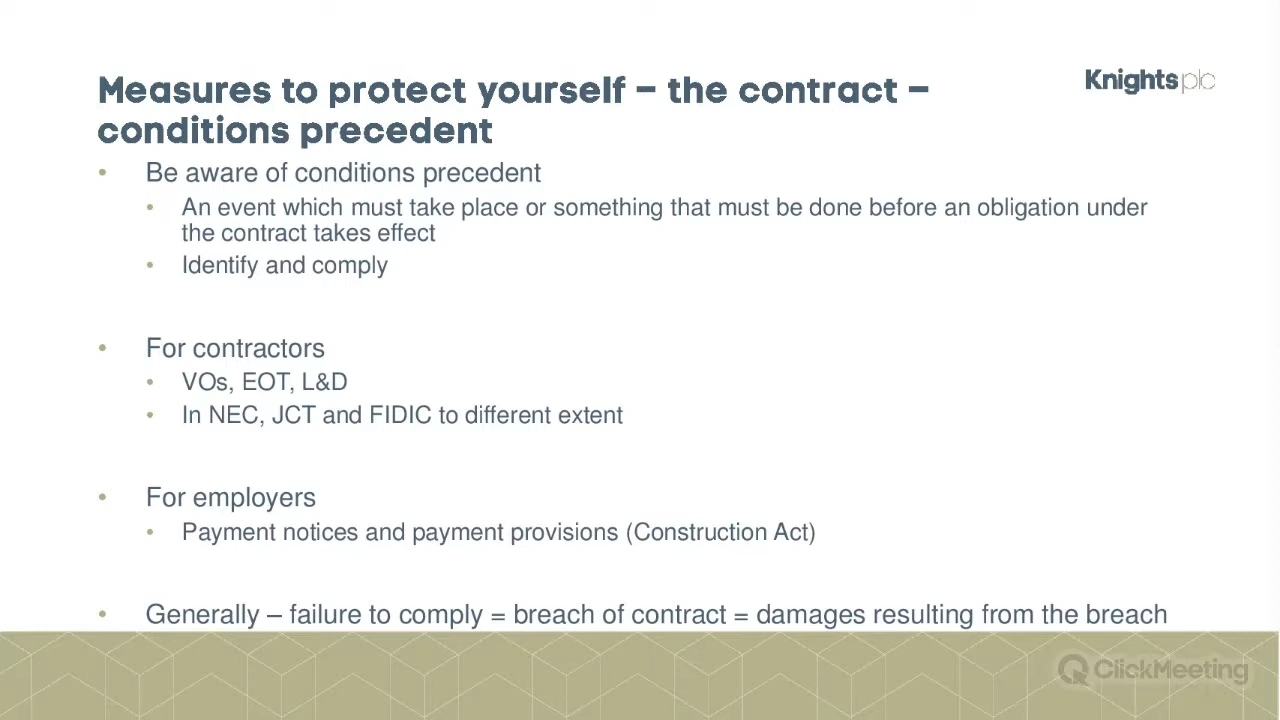 Measures to protect yourself – the contract –
conditions precedent
Knights plc
• Be aware of conditions precedent
• An event which must take place or something that must be done before an obligation under
the contract takes effect
• Identify and comply
• For contractors
• VOs, EOT, L&D
• In NEC, JCT and FIDIC to different extent
• For employers
• Payment notices and payment provisions (Construction Act)
• Generally – failure to comply = breach of contract = damages resulting from the breach
ClickMeeting